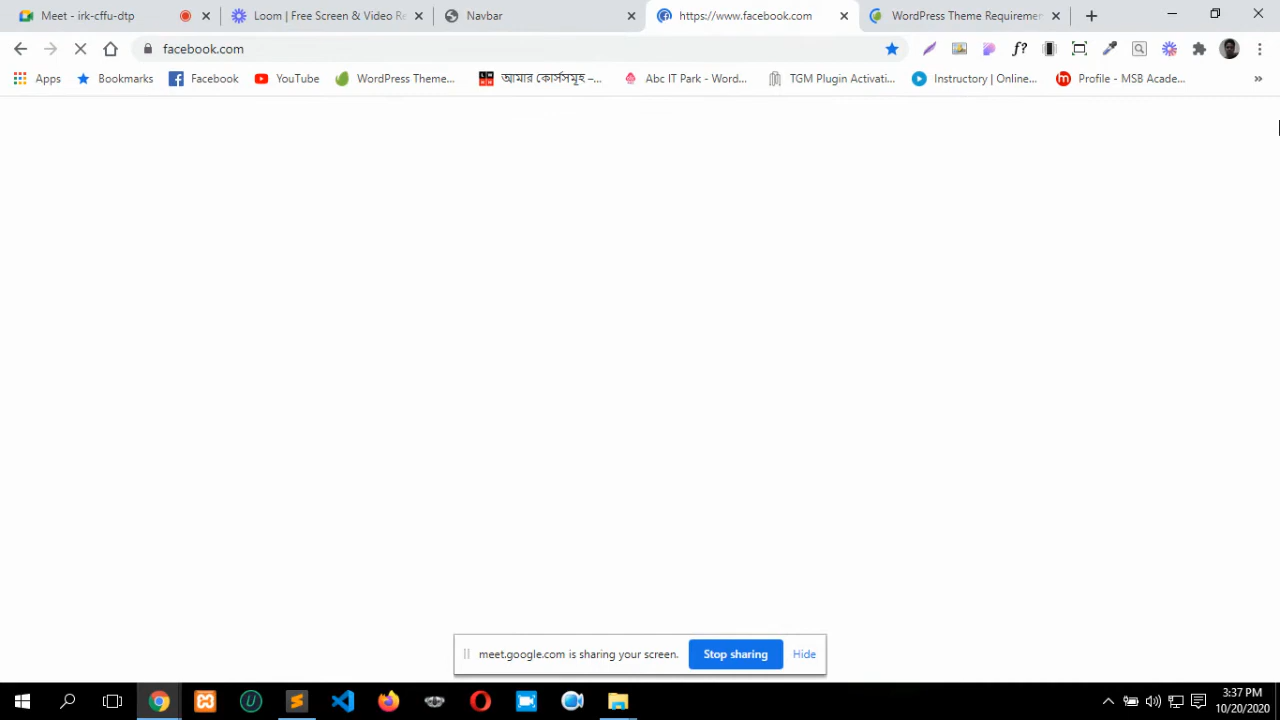 Meet - irk-cffu-dtp
Loom | Free Screen & Video Re
Navbar
https://www.facebook.com
WordPress Theme Requiremen
facebook.com
f?
Apps
Bookmarks
Facebook
YouTube
WordPress Theme...
আমার কোর্সসমূহ –...
Abc IT Park - Word...
TGM Plugin Activati...
Instructory | Online...
Profile - MSB Acade...
meet.google.com is sharing your screen.
Stop sharing
Hide
3:37 PM
10/20/2020